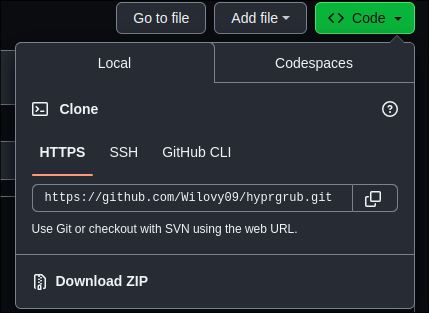 Go to file Add file Code
Local Codespaces
Clone
HTTPS SSH GitHub CLI
https://github.com/Wilovy09/hyprgrub.git
Use Git or checkout with SVN using the web URL.
Download ZIP